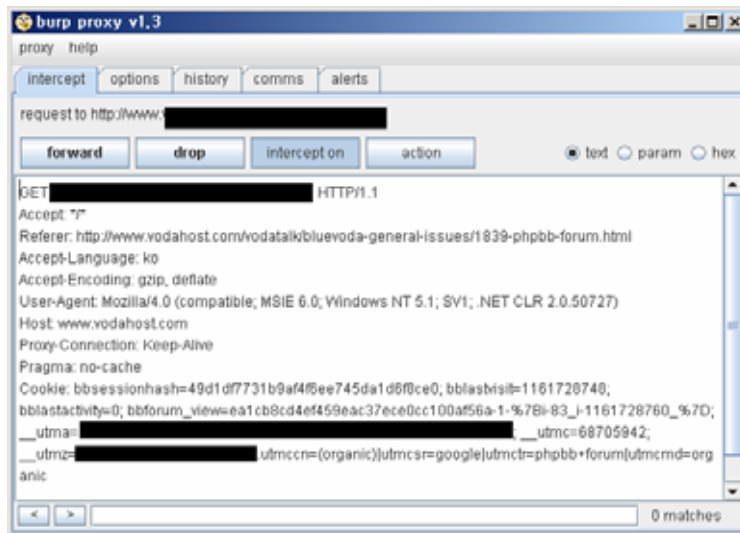 burp proxy v1.3
proxy help
intercept options history comms alerts
request to http://www.
forward drop intercept on action text param hex
GET HTTP/1.1
Accept: */*
Referer: http://www.vodahost.com/vodatalk/bluevoda-general-issues/1839-phpbb-forum.html
Accept-Language: ko
Accept-Encoding: gzip, deflate
User-Agent: Mozilla/4.0 (compatible; MSIE 6.0; Windows NT 5.1; SV1; .NET CLR 2.0.50727)
Host: www.vodahost.com
Proxy-Connection: Keep-Alive
Pragma: no-cache
Cookie: bbsessionhash=49d1df7731b9af4f6ee745da1d6f8ce0; bblastvisit=1161728748;
bblastactivity=0; bbforum_view=ea1cb8cd4ef459eac37ece0cc100af56a-1-%7Bi-83_i-1161728760_%7D;
__utma= ; __utmc=68705942;
__utmz= .utmccn=(organic)|utmcsr=google|utmctr=phpbb+forum|utmcmd=org
anic
< > 0 matches